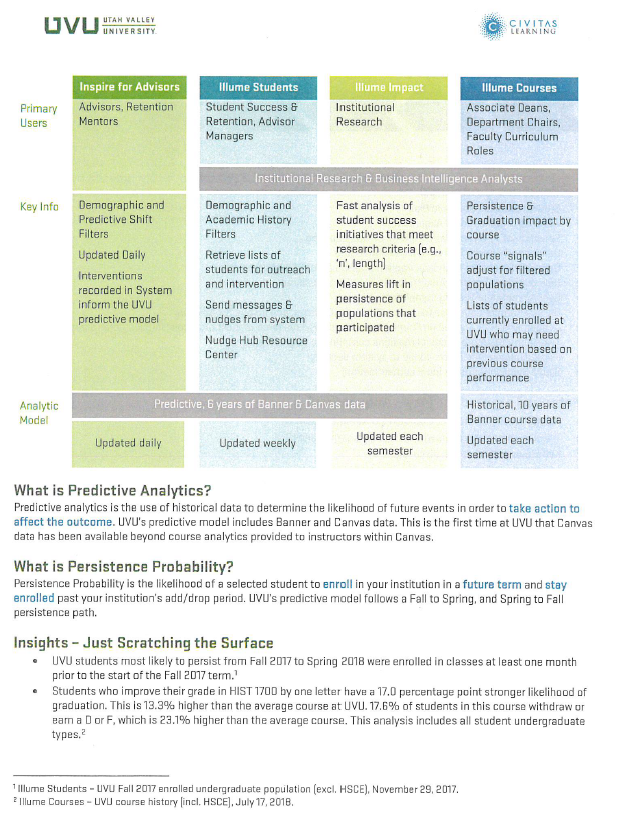 UVU UTAH VALLEY
UNIVERSITY.
CIVITAS
LEARNING
Inspire for Advisors
Illume Students
Illume Impact
Illume Courses
Primary
Users
Advisors, Retention
Mentors
Student Success &
Retention, Advisor
Managers
Institutional
Research
Associate Deans,
Department Chairs,
Faculty Curriculum
Roles
Institutional Research & Business Intelligence Analysts
Key Info
Demographic and
Predictive Shift
Filters
Updated Daily
Interventions
recorded in System
inform the UVU
predictive model
Demographic and
Academic History
Filters
Retrieve lists of
students for outreach
and intervention
Send messages &
nudges from system
Nudge Hub Resource
Center
Fast analysis of
student success
initiatives that meet
research criteria (e.g.,
'n', length)
Measures lift in
persistence of
populations that
participated
Persistence &
Graduation impact by
course
Course "signals"
adjust for filtered
populations
Lists of students
currently enrolled at
UVU who may need
intervention based on
previous course
performance
Analytic
Model
Predictive, 6 years of Banner & Canvas data
Historical, 10 years of
Banner course data
Updated daily
Updated weekly
Updated each
semester
Updated each
semester
What is Predictive Analytics?
Predictive analytics is the use of historical data to determine the likelihood of future events in order to take action to
affect the outcome. UVU's predictive model includes Banner and Canvas data. This is the first time at UVU that Canvas
data has been available beyond course analytics provided to instructors within Canvas.
What is Persistence Probability?
Persistence Probability is the likelihood of a selected student to enroll in your institution in a future term and stay
enrolled past your institution's add/drop period. UVU's predictive model follows a Fall to Spring, and Spring to Fall
persistence path.
Insights – Just Scratching the Surface
• UVU students most likely to persist from Fall 2017 to Spring 2018 were enrolled in classes at least one month
prior to the start of the Fall 2017 term.¹
• Students who improve their grade in HIST 1700 by one letter have a 17.0 percentage point stronger likelihood of
graduation. This is 13.3% higher than the average course at UVU. 17.6% of students in this course withdraw or
earn a D or F, which is 23.1% higher than the average course. This analysis includes all student undergraduate
types.²
¹ Illume Students – UVU Fall 2017 enrolled undergraduate population (excl. HSCE), November 29, 2017.
² Illume Courses – UVU course history (incl. HSCE), July 17, 2018.